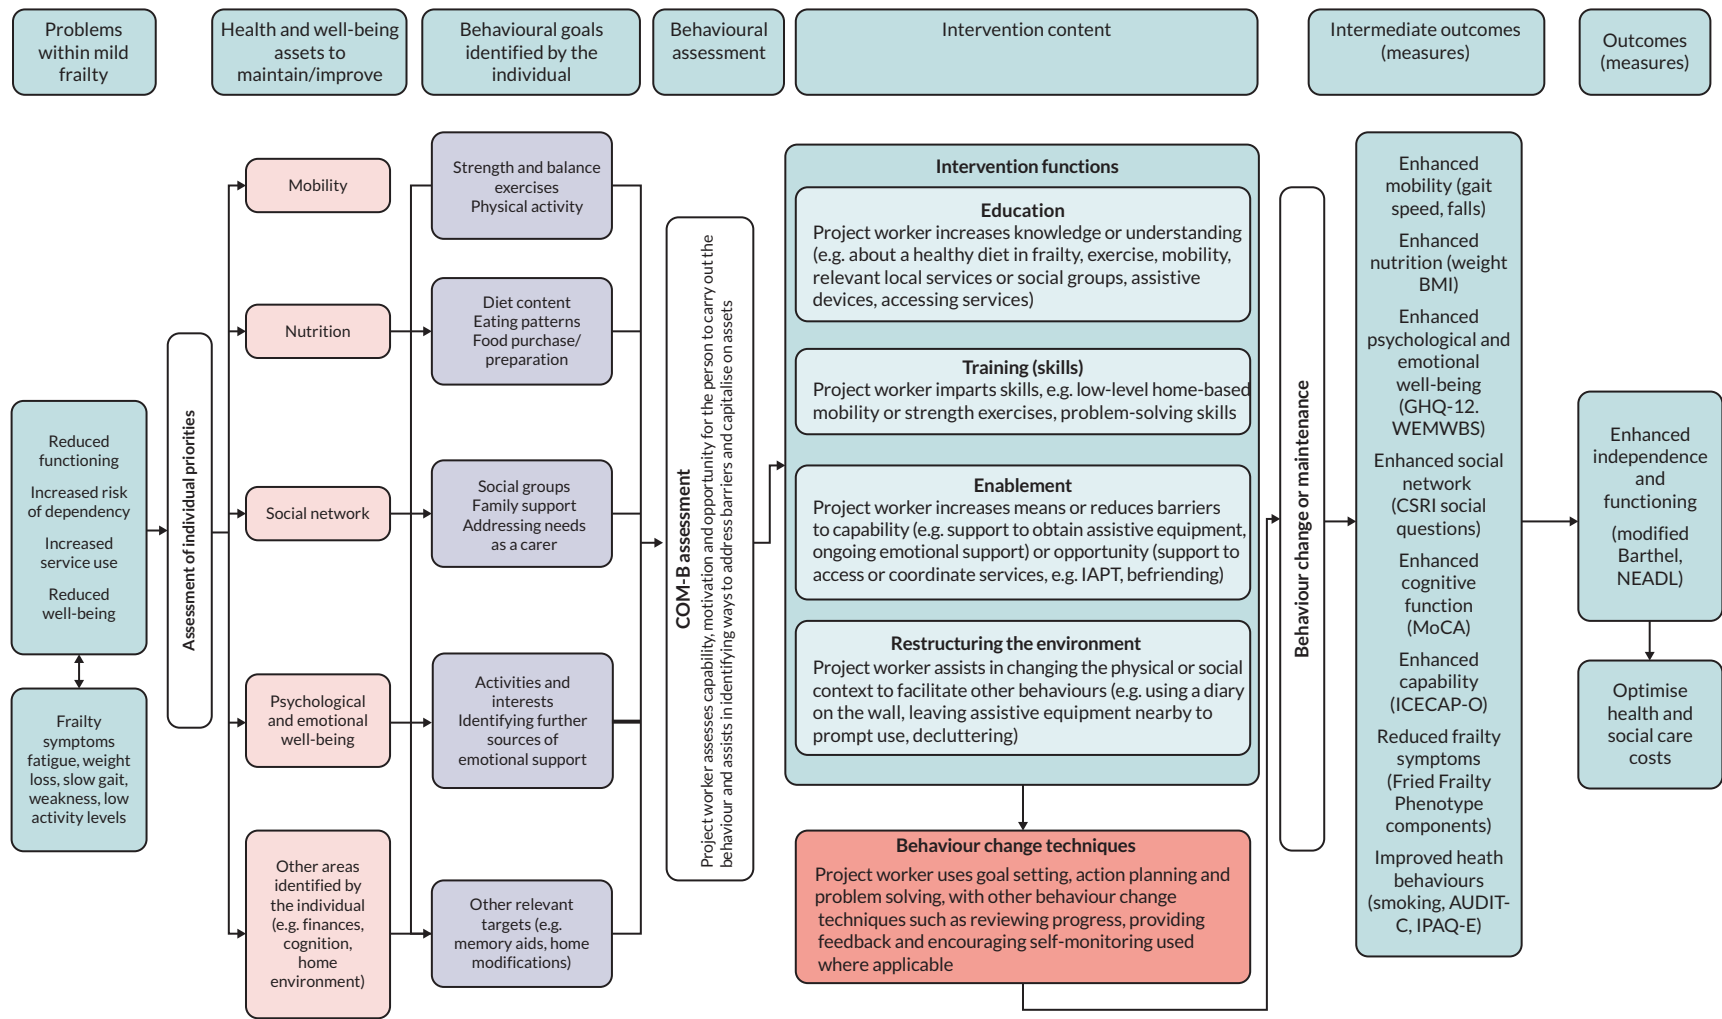 Problems
within mild
frailty
Health and well-being
assets to
maintain/improve
Behavioural goals
identified by the
individual
Behavioural
assessment
Intervention content
Intermediate outcomes
(measures)
Outcomes
(measures)
Reduced
functioning
Increased risk
of dependency
Increased
service use
Reduced
well-being
Frailty
symptoms
fatigue, weight
loss, slow gait,
weakness, low
activity levels
Assessment of individual priorities
Mobility
Nutrition
Social network
Psychological
and emotional
well-being
Other areas
identified by
the individual
(e.g. finances,
cognition,
home
environment)
Strength and balance
exercises
Physical activity
Diet content
Eating patterns
Food purchase/
preparation
Social groups
Family support
Addressing needs
as a carer
Activities and
interests
Identifying further
sources of
emotional support
Other relevant
targets (e.g.
memory aids, home
modifications)
COM-B assessment
Project worker assesses capability, motivation and opportunity for the person to carry out the
behaviour and assists in identifying ways to address barriers and capitalise on assets
Intervention functions
Education
Project worker increases knowledge or understanding
(e.g. about a healthy diet in frailty, exercise, mobility,
relevant local services or social groups, assistive
devices, accessing services)
Training (skills)
Project worker imparts skills, e.g. low-level home-based
mobility or strength exercises, problem-solving skills
Enablement
Project worker increases means or reduces barriers
to capability (e.g. support to obtain assistive equipment,
ongoing emotional support) or opportunity (support to
access or coordinate services, e.g. IAPT, befriending)
Restructuring the environment
Project worker assists in changing the physical or social
context to facilitate other behaviours (e.g. using a diary
on the wall, leaving assistive equipment nearby to
prompt use, decluttering)
Behaviour change techniques
Project worker uses goal setting, action planning and
problem solving, with other behaviour change
techniques such as reviewing progress, providing
feedback and encouraging self-monitoring used
where applicable
Behaviour change or maintenance
Enhanced
mobility (gait
speed, falls)
Enhanced
nutrition (weight
BMI)
Enhanced
psychological and
emotional
well-being
(GHQ-12.
WEMWBS)
Enhanced social
network
(CSRI social
questions)
Enhanced
cognitive
function
(MoCA)
Enhanced
capability
(ICECAP-O)
Reduced frailty
symptoms
(Fried Frailty
Phenotype
components)
Improved heath
behaviours
(smoking, AUDIT-
C, IPAQ-E)
Enhanced
independence
and
functioning
(modified
Barthel,
NEADL)
Optimise
health and
social care
costs